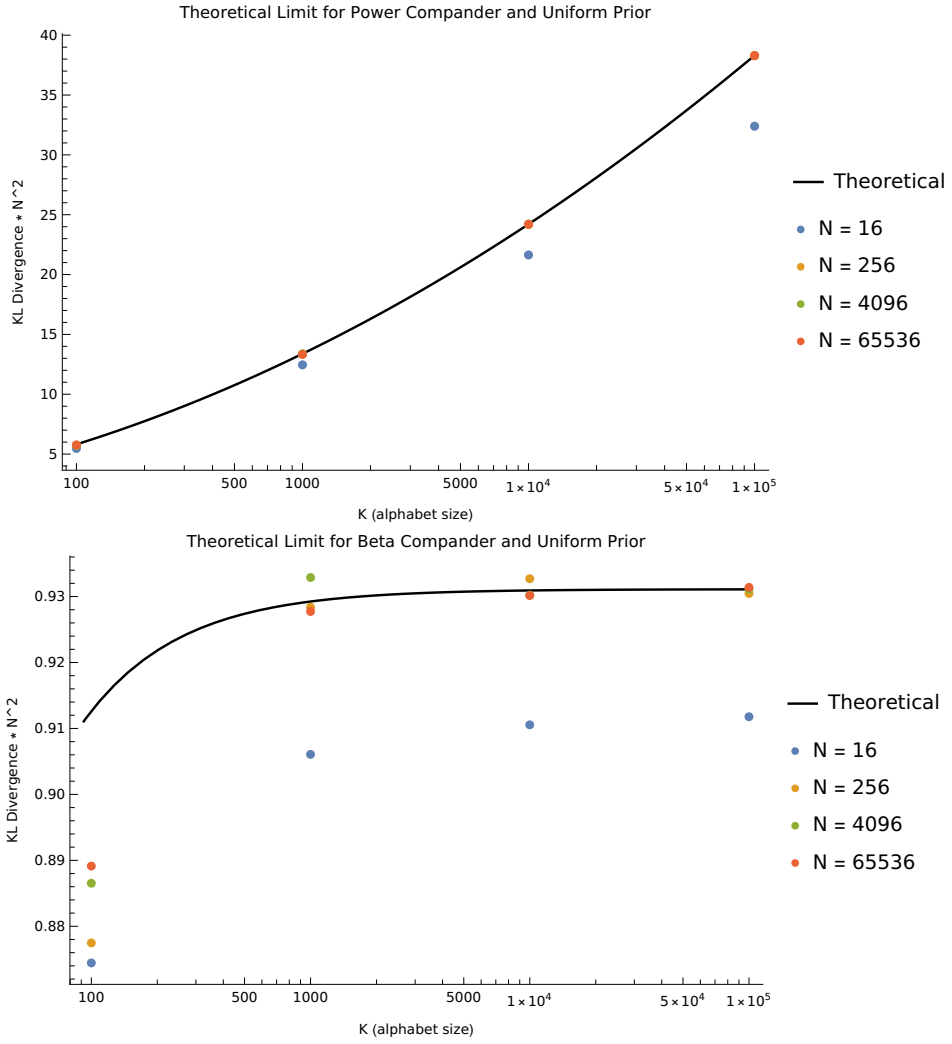 Theoretical Limit for Power Compander and Uniform Prior
KL Divergence * N^2
40
35
30
25
20
15
10
5
100
500
1000
5000
1×10^4
5×10^4
1×10^5
K (alphabet size)
Theoretical
N = 16
N = 256
N = 4096
N = 65536
Theoretical Limit for Beta Compander and Uniform Prior
KL Divergence * N^2
0.93
0.92
0.91
0.90
0.89
0.88
100
500
1000
5000
1×10^4
5×10^4
1×10^5
K (alphabet size)
Theoretical
N = 16
N = 256
N = 4096
N = 65536